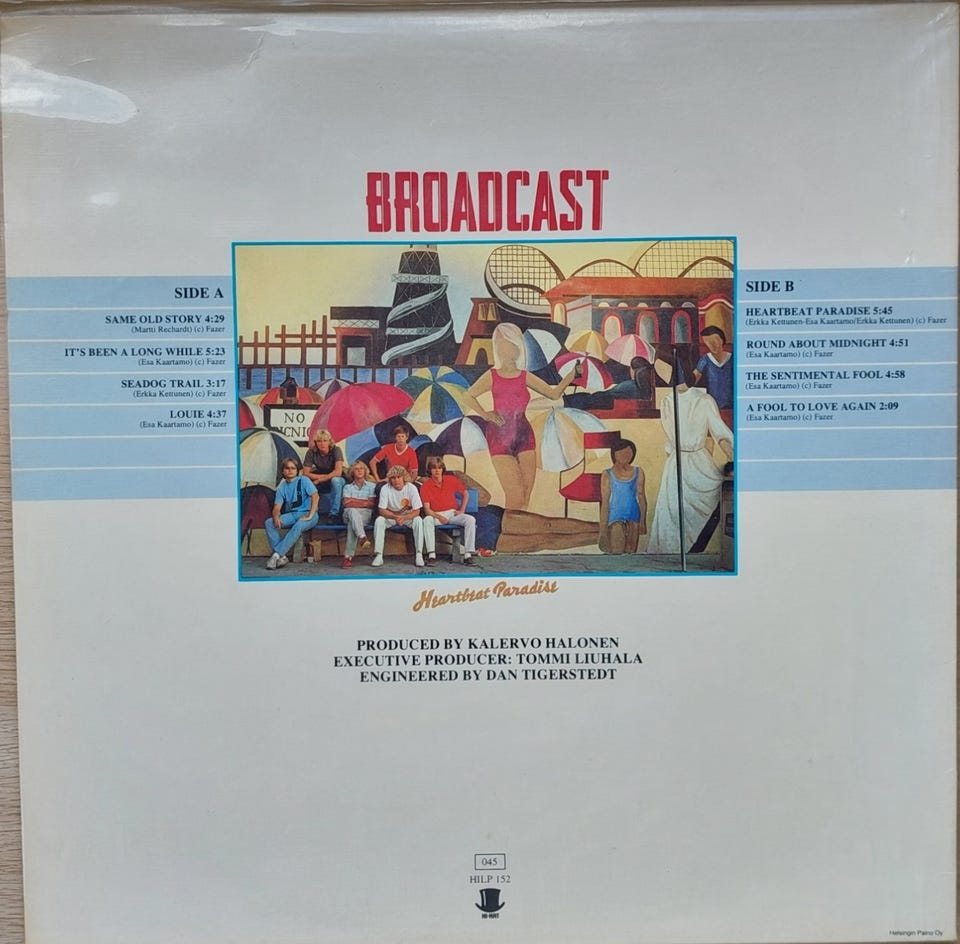 BROADCAST
SIDE A
SAME OLD STORY 4:29
(Martti Rechardt) (c) Fazer
IT'S BEEN A LONG WHILE 5:23
(Esa Kaartamo) (c) Fazer
SEADOG TRAIL 3:17
(Erkka Kettunen) (c) Fazer
LOUIE 4:37
(Esa Kaartamo) (c) Fazer
SIDE B
HEARTBEAT PARADISE 5:45
(Erkka Kettunen-Esa Kaartamo/Erkka Kettunen) (c) Fazer
ROUND ABOUT MIDNIGHT 4:51
(Esa Kaartamo) (c) Fazer
THE SENTIMENTAL FOOL 4:58
(Esa Kaartamo) (c) Fazer
A FOOL TO LOVE AGAIN 2:09
(Esa Kaartamo) (c) Fazer
NO
ICNIC
Heartbeat Paradise
PRODUCED BY KALERVO HALONEN
EXECUTIVE PRODUCER: TOMMI LIUHALA
ENGINEERED BY DAN TIGERSTEDT
045
HILP 152
HI-HAT
Helsingin Paino Oy